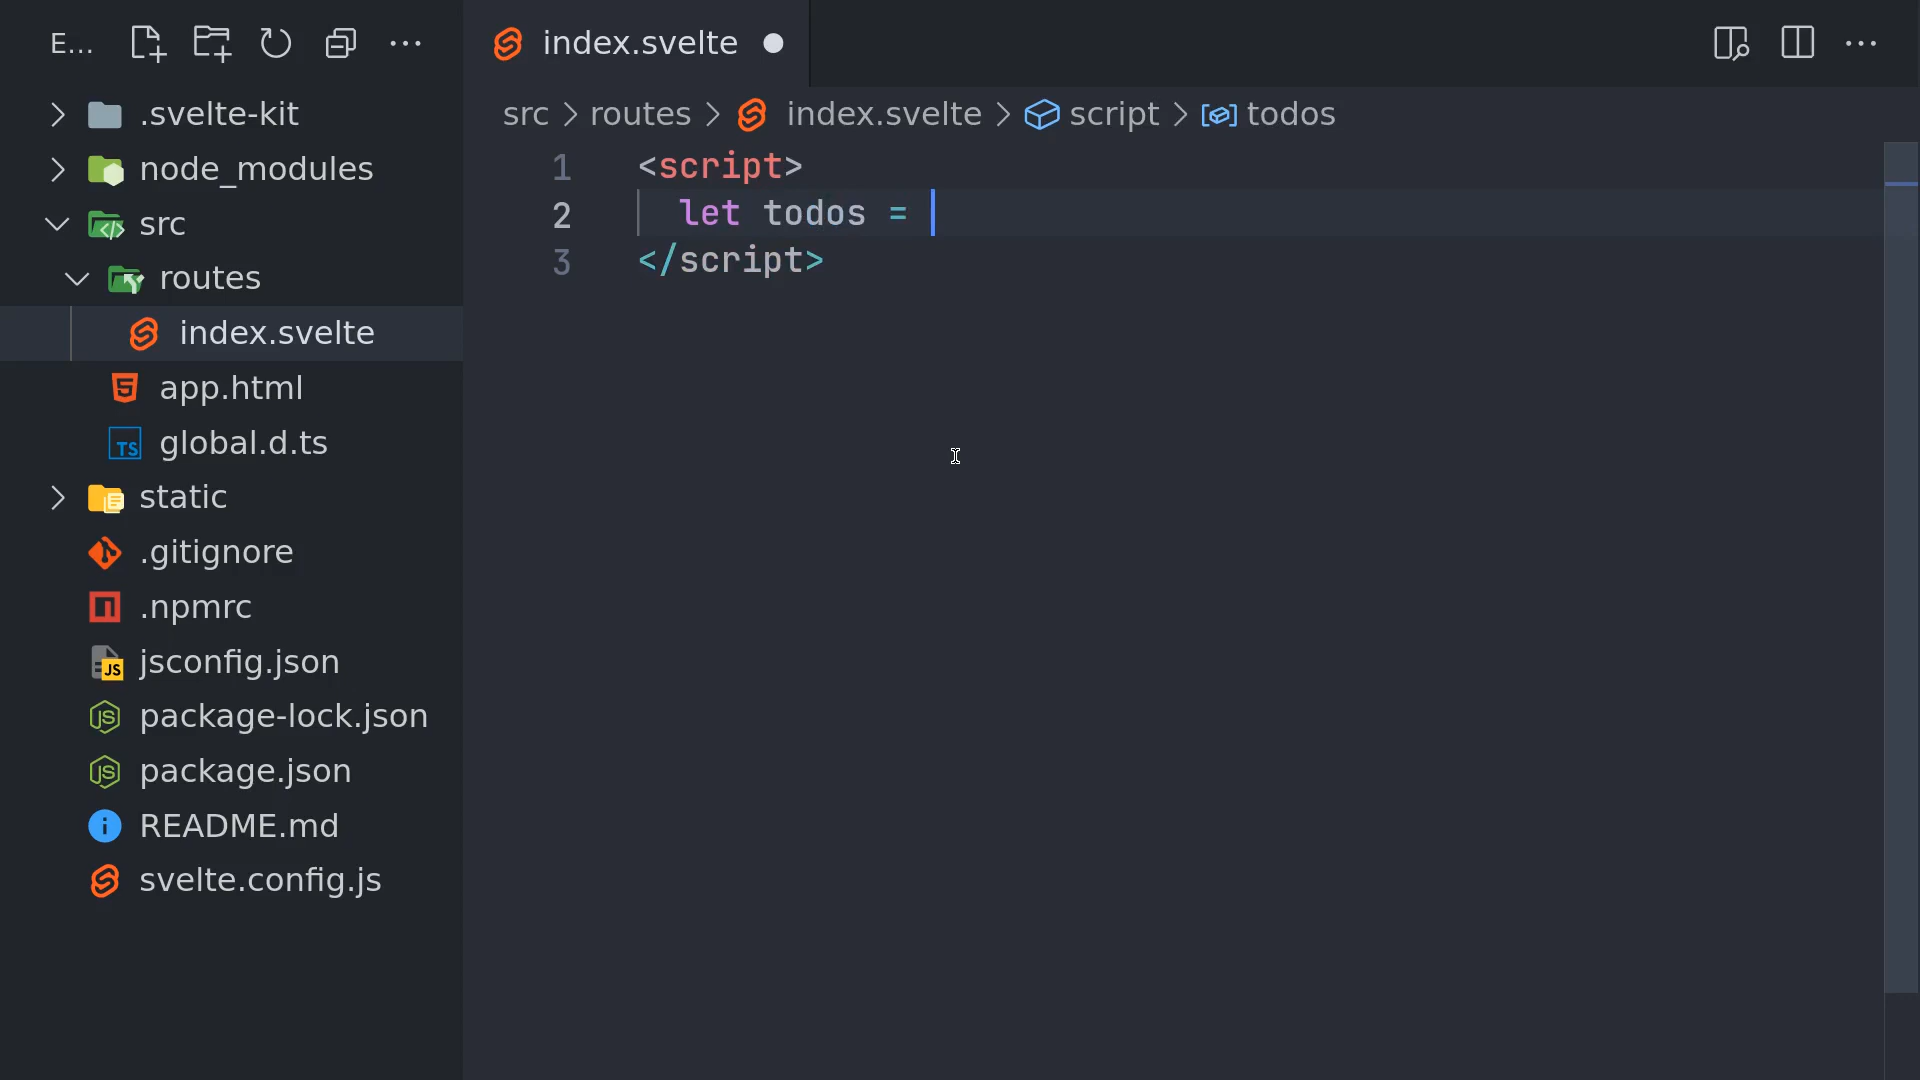 E...
index.svelte
.svelte-kit
node_modules
src
routes
index.svelte
app.html
global.d.ts
static
.gitignore
.npmrc
jsconfig.json
package-lock.json
package.json
README.md
svelte.config.js
src > routes > index.svelte > script > todos
1 <script>
2 let todos =
3 </script>